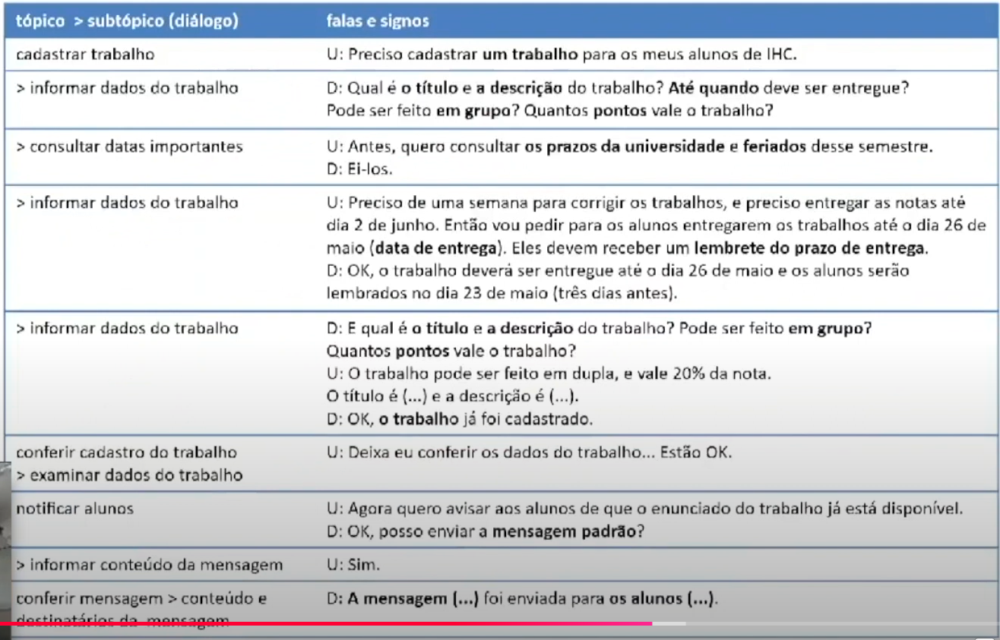 tópico > subtópico (diálogo) falas e signos
cadastrar trabalho U: Preciso cadastrar um trabalho para os meus alunos de IHC.
> informar dados do trabalho D: Qual é o título e a descrição do trabalho? Até quando deve ser entregue?
Pode ser feito em grupo? Quantos pontos vale o trabalho?
> consultar datas importantes U: Antes, quero consultar os prazos da universidade e feriados desse semestre.
D: Ei-los.
> informar dados do trabalho U: Preciso de uma semana para corrigir os trabalhos, e preciso entregar as notas até
dia 2 de junho. Então vou pedir para os alunos entregarem os trabalhos até o dia 26 de
maio (data de entrega). Eles devem receber um lembrete do prazo de entrega.
D: OK, o trabalho deverá ser entregue até o dia 26 de maio e os alunos serão
lembrados no dia 23 de maio (três dias antes).
> informar dados do trabalho D: E qual é o título e a descrição do trabalho? Pode ser feito em grupo?
Quantos pontos vale o trabalho?
U: O trabalho pode ser feito em dupla, e vale 20% da nota.
O título é (...) e a descrição é (...).
D: OK, o trabalho já foi cadastrado.
conferir cadastro do trabalho U: Deixa eu conferir os dados do trabalho... Estão OK.
> examinar dados do trabalho
notificar alunos U: Agora quero avisar aos alunos de que o enunciado do trabalho já está disponível.
D: OK, posso enviar a mensagem padrão?
> informar conteúdo da mensagem U: Sim.
conferir mensagem > conteúdo e D: A mensagem (...) foi enviada para os alunos (...).
destinatários da mensagem